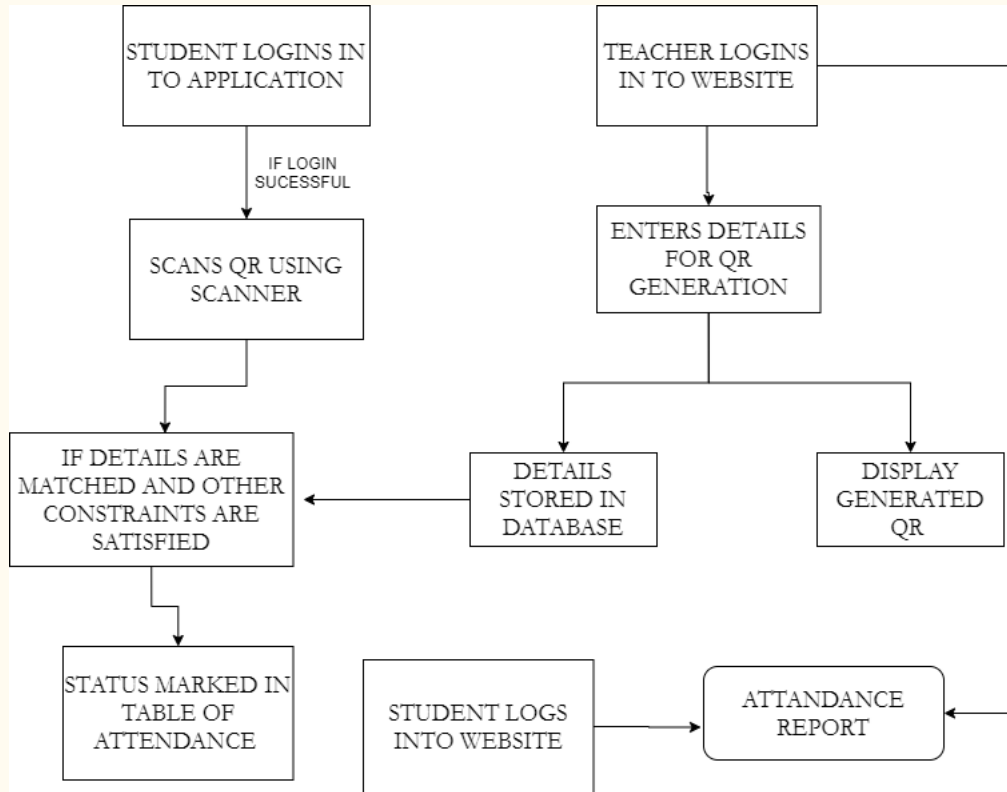 STUDENT LOGINS IN
TO APPLICATION
TEACHER LOGINS
IN TO WEBSITE
IF LOGIN
SUCESSFUL
SCANS QR USING
SCANNER
ENTERS DETAILS
FOR QR
GENERATION
IF DETAILS ARE
MATCHED AND OTHER
CONSTRAINTS ARE
SATISFIED
DETAILS
STORED IN
DATABASE
DISPLAY
GENERATED
QR
STATUS MARKED IN
TABLE OF
ATTENDANCE
STUDENT LOGS
INTO WEBSITE
ATTANDANCE
REPORT